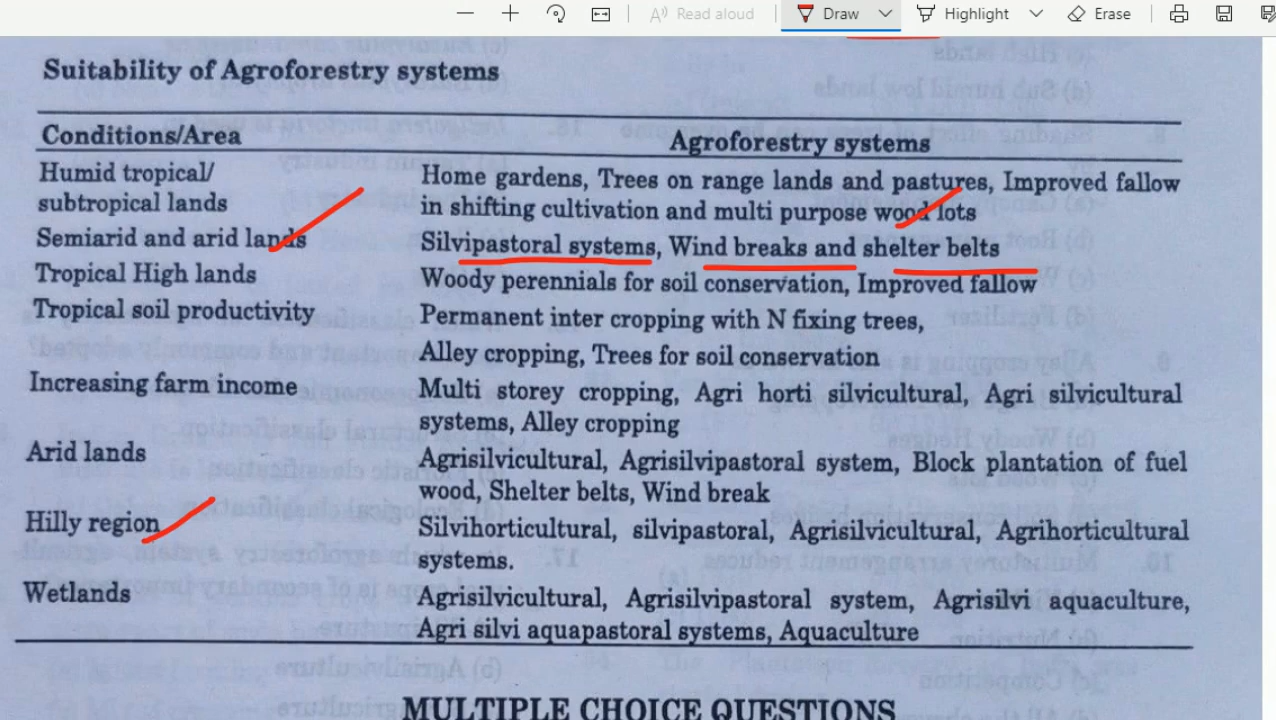 Read aloud Draw Highlight Erase
Suitability of Agroforestry systems
Conditions/Area Agroforestry systems
Humid tropical/ Home gardens, Trees on range lands and pastures, Improved fallow
subtropical lands in shifting cultivation and multi purpose wood lots
Semiarid and arid lands Silvipastoral systems, Wind breaks and shelter belts
Tropical High lands Woody perennials for soil conservation, Improved fallow
Tropical soil productivity Permanent inter cropping with N fixing trees,
Alley cropping, Trees for soil conservation
Increasing farm income Multi storey cropping, Agri horti silvicultural, Agri silvicultural
systems, Alley cropping
Arid lands Agrisilvicultural, Agrisilvipastoral system, Block plantation of fuel
wood, Shelter belts, Wind break
Hilly region Silvihorticultural, silvipastoral, Agrisilvicultural, Agrihorticultural
systems.
Wetlands Agrisilvicultural, Agrisilvipastoral system, Agrisilvi aquaculture,
Agri silvi aquapastoral systems, Aquaculture
MULTIPLE CHOICE QUESTIONS